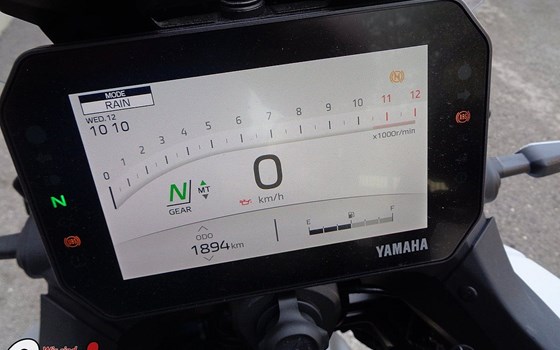 MODE
RAIN
WED.12
10 10
0 1 2 3 4 5 6 7 8 9 10 11 12
x1000r/min
N
N
MT
GEAR
0
km/h
ODO
1894 km
E F
YAMAHA